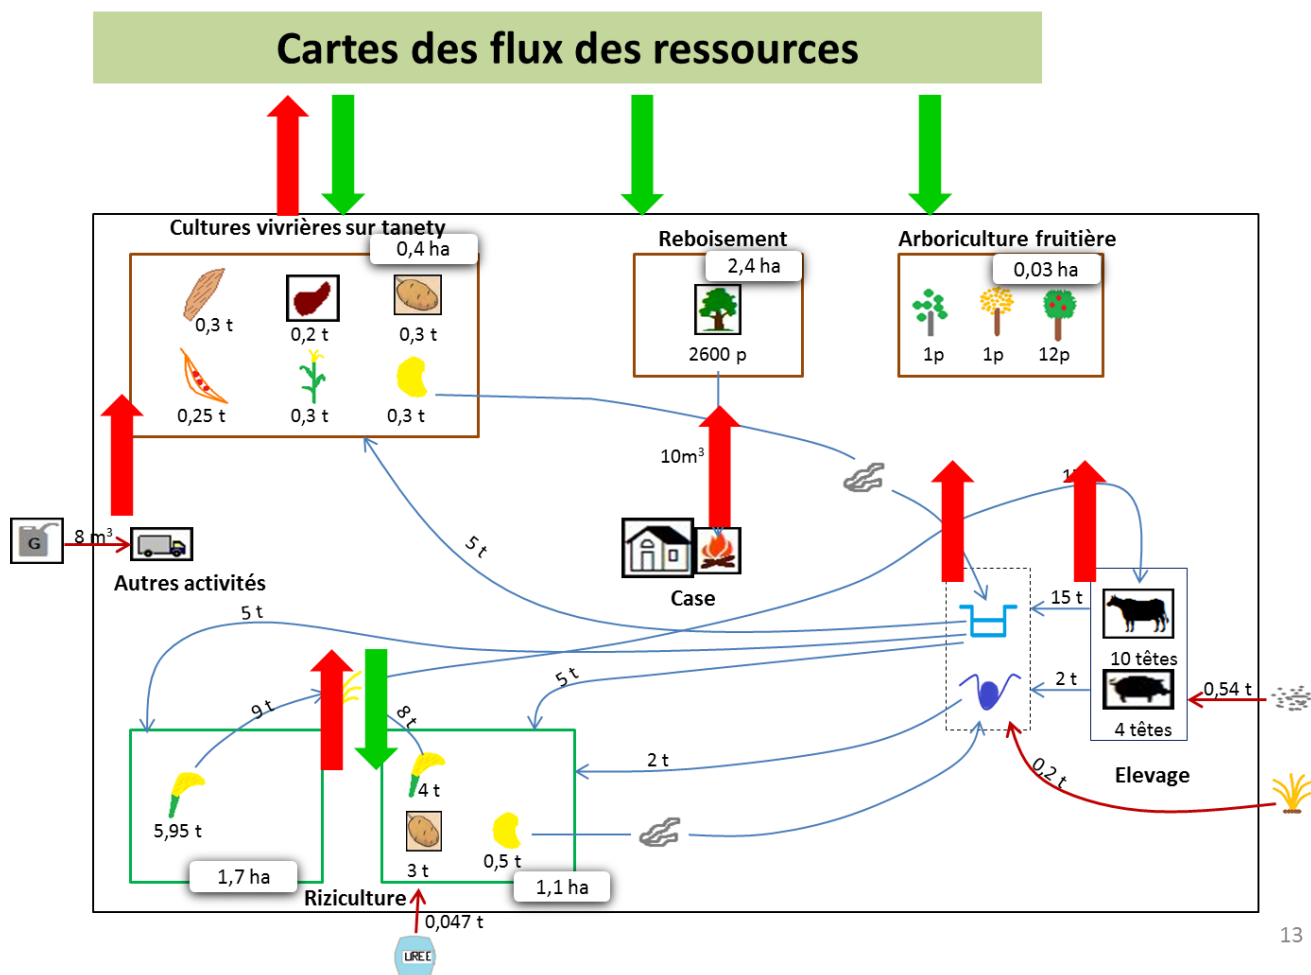 Cartes des flux des ressources
Cultures vivrières sur tanety
0,4 ha
Reboisement
2,4 ha
Arboriculture fruitière
0,03 ha
0,3 t
0,2 t
0,3 t
2600 p
1p
1p
12p
0,25 t
0,3 t
0,3 t
10m³
G
8 m³
Autres activités
5 t
Case
15 t
5 t
10 têtes
2 t
5 t
0,54 t
9 t
8 t
4 têtes
2 t
0,2 t
Elevage
4 t
5,95 t
3 t
0,5 t
1,7 ha
1,1 ha
Riziculture
0,047 t
UREE
13